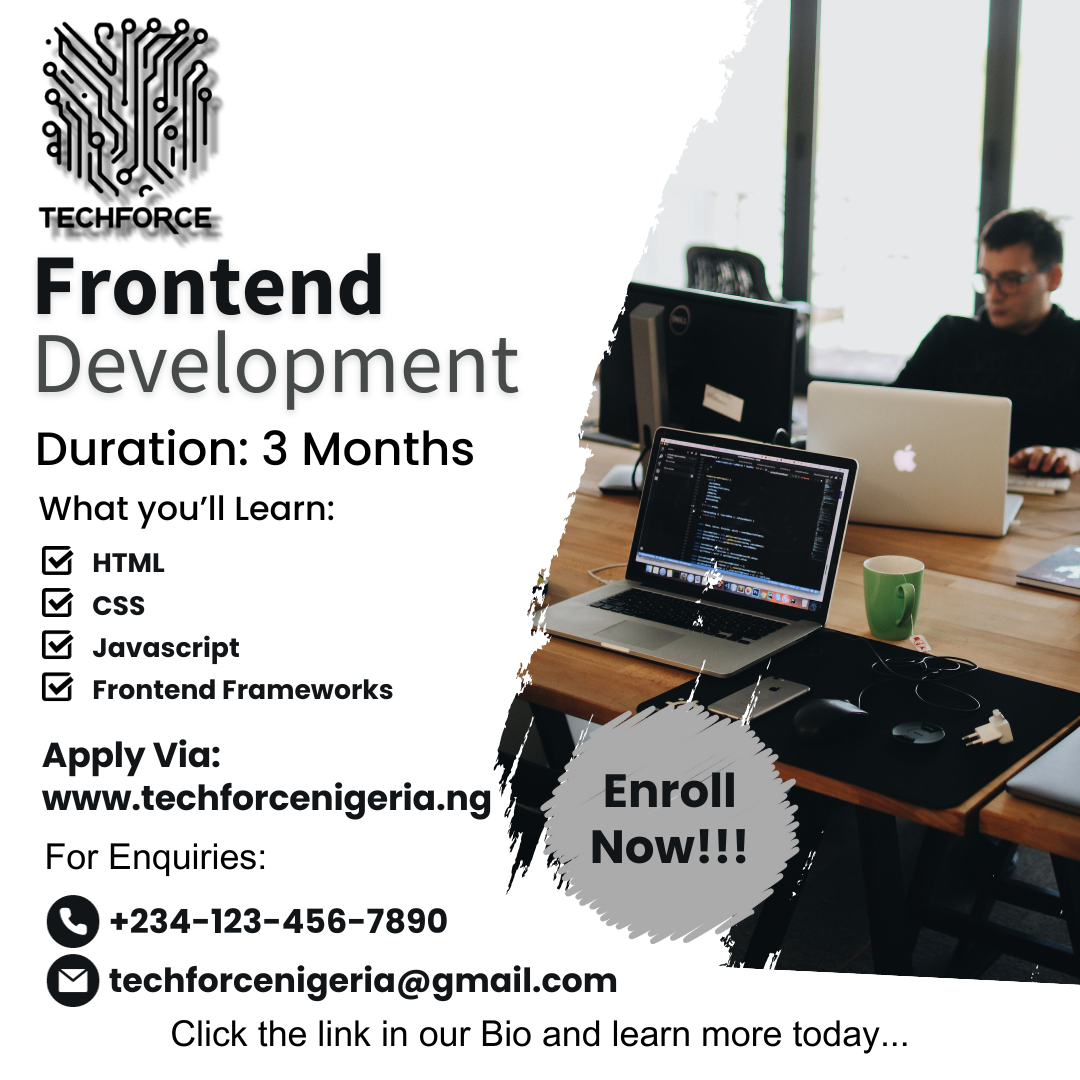 TECHFORCE
Frontend
Development
Duration: 3 Months
What you’ll Learn:
HTML
CSS
Javascript
Frontend Frameworks
Apply Via:
www.techforcenigeria.ng
For Enquiries:
+234-123-456-7890
techforcenigeria@gmail.com
Enroll
Now!!!
Click the link in our Bio and learn more today...
DELL